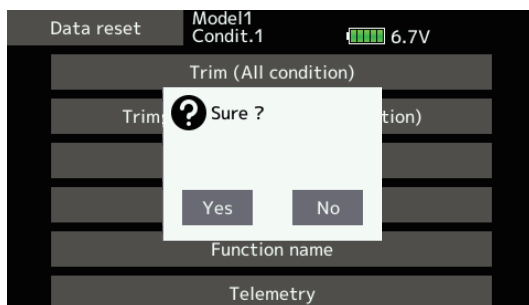 Data reset
Model1
Condit.1
6.7V
Trim (All condition)
Trim
tion)
?
Sure ?
Yes
No
Function name
Telemetry